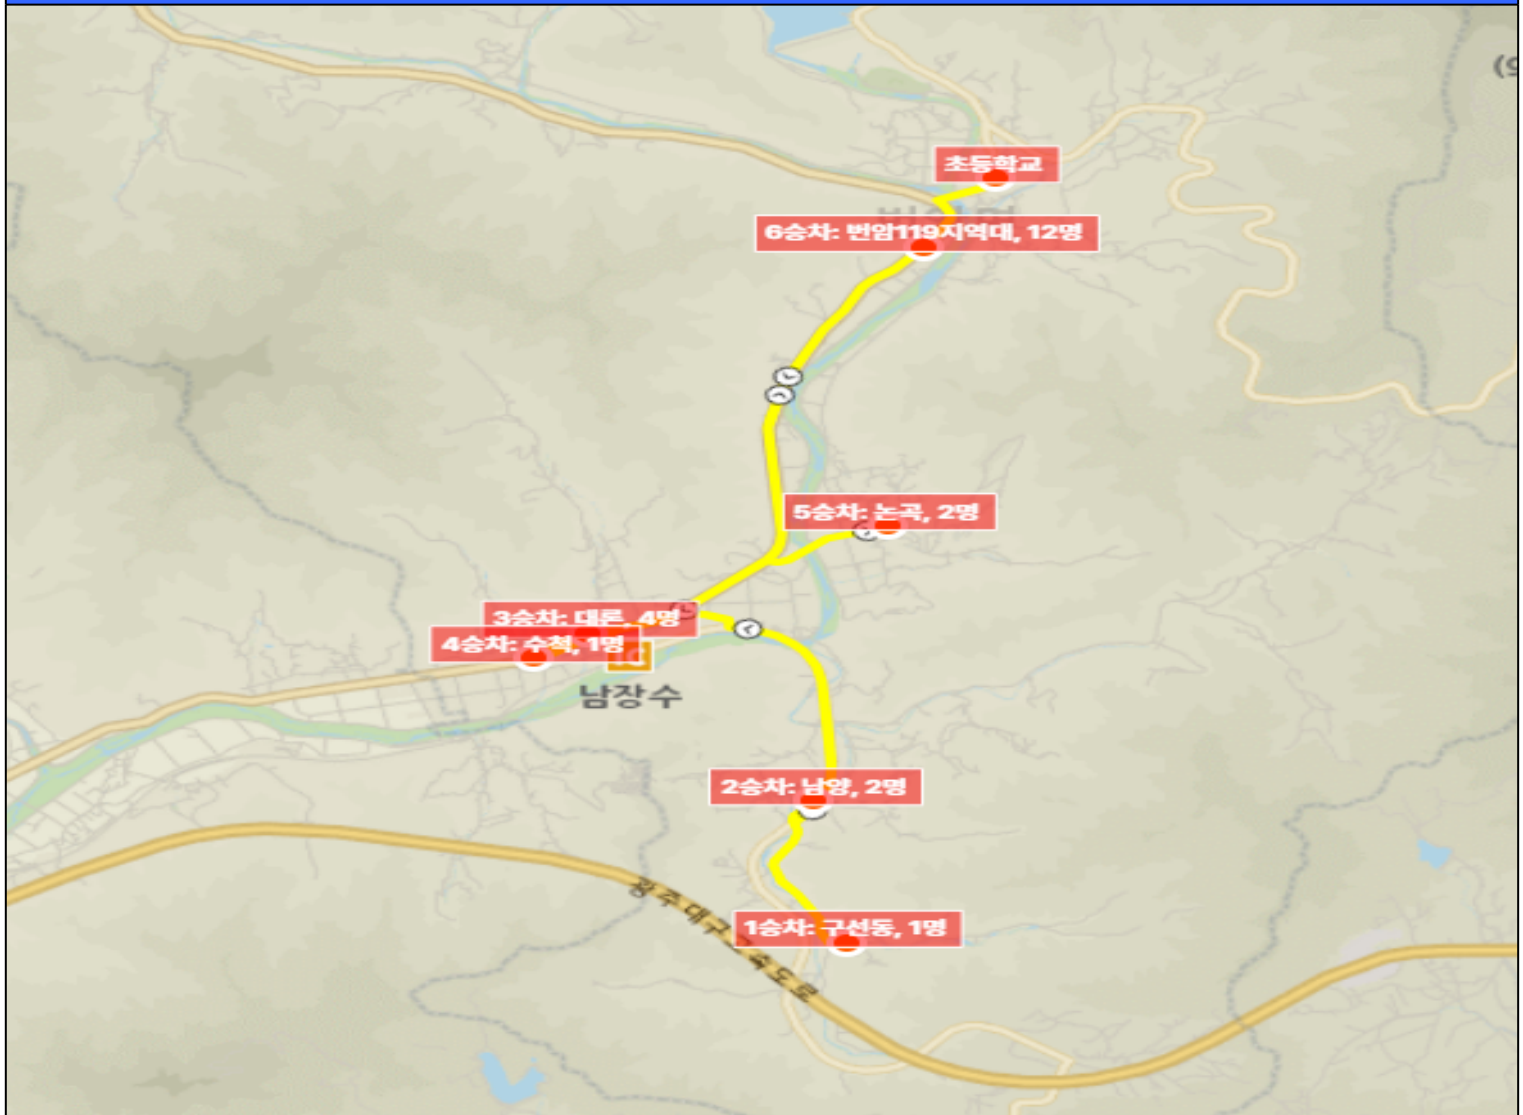 (9
초등학교
6승차: 번암119지역대, 12명
5승차: 논곡, 2명
3승차: 대론, 4명
4승차: 수척, 1명
IC
남장수
2승차: 남양, 2명
광주대구고속도로
1승차: 구선동, 1명